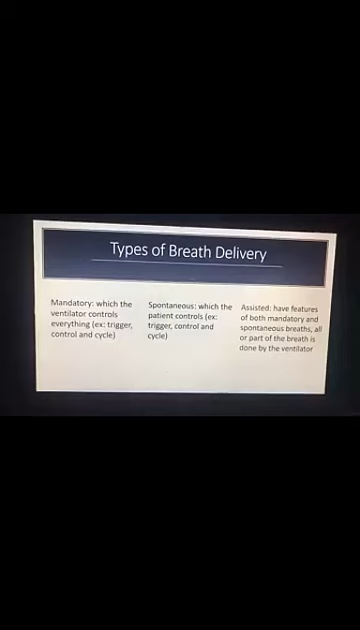 Types of Breath Delivery
Mandatory: which the
ventilator controls
everything (ex: trigger,
control and cycle)
Spontaneous: which the
patient controls (ex:
trigger, control and
cycle)
Assisted: have features
of both mandatory and
spontaneous breaths, all
or part of the breath is
done by the ventilator